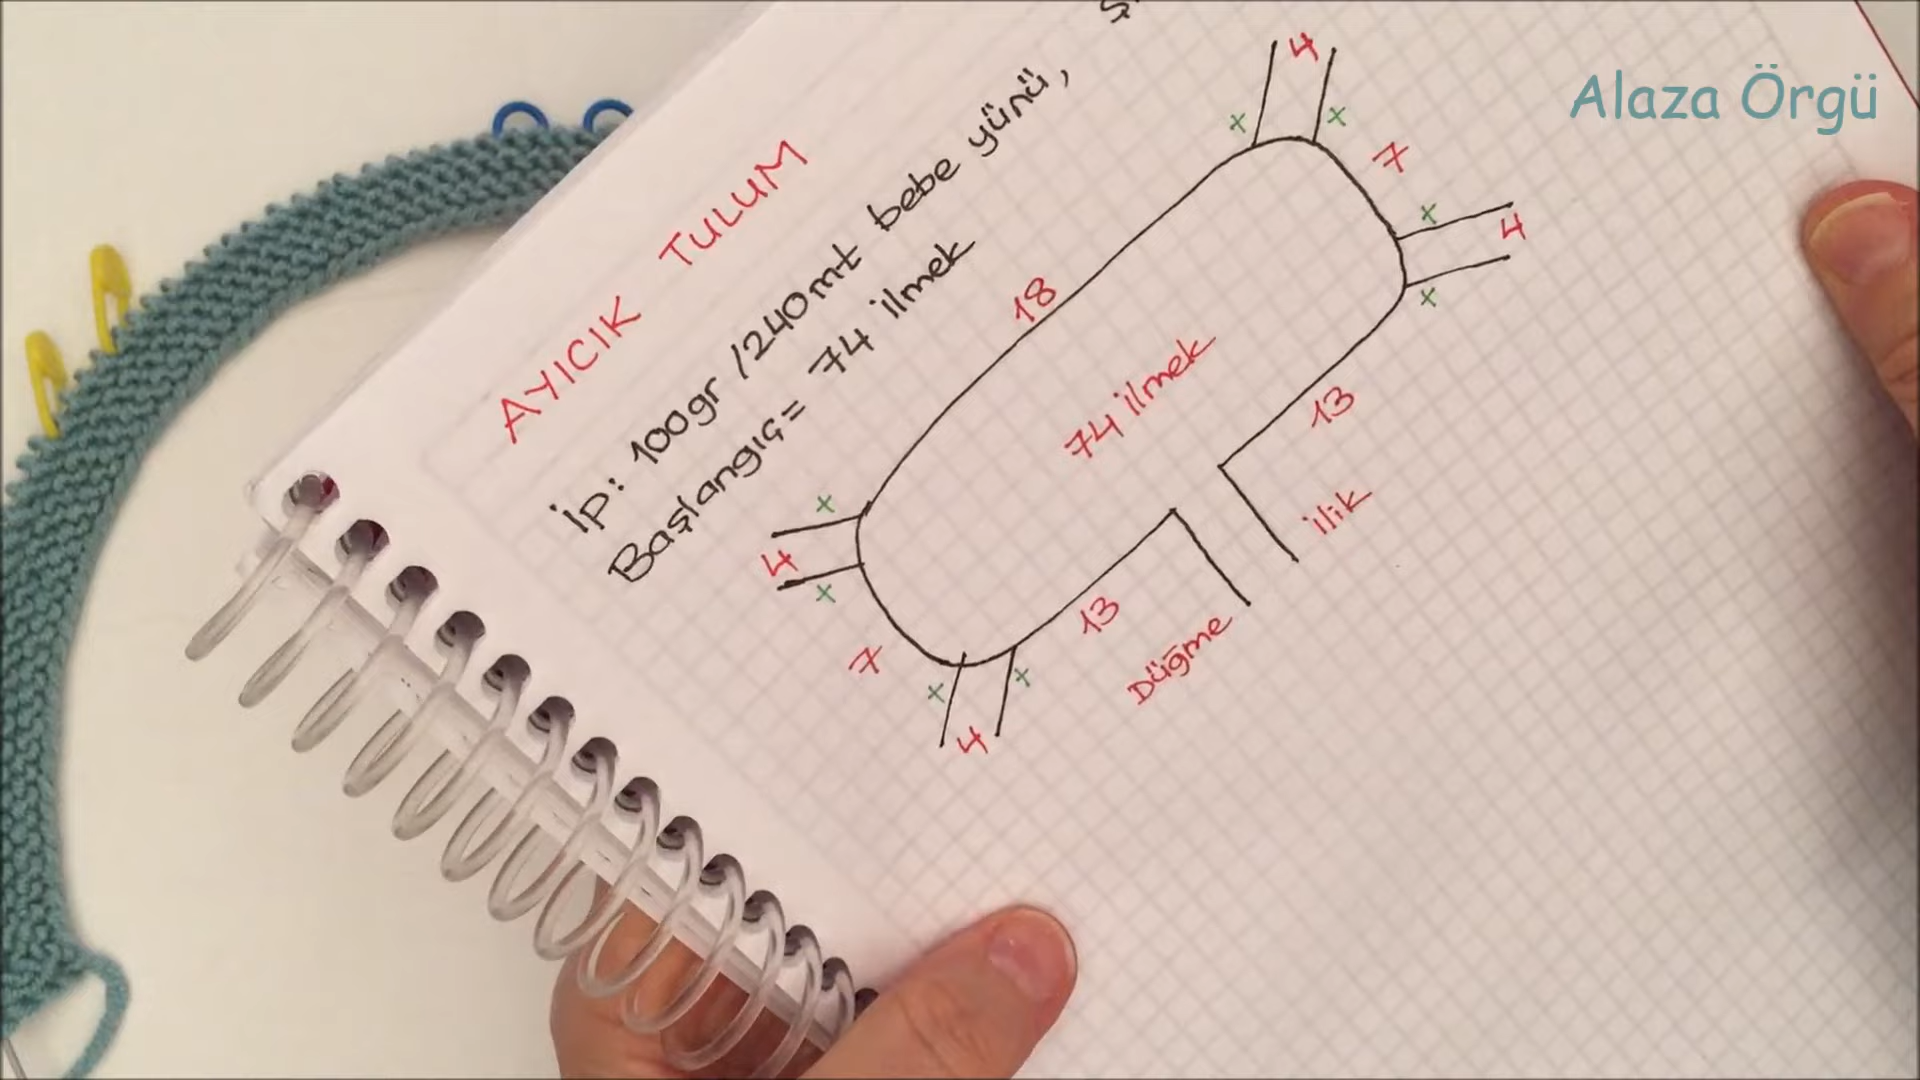 Alaza Örgü
AYICIK TULUM
İp: 100gr /240mt bebe yünü,
Başlangıç = 74 ilmek
4
+ +
7
+
4
+
18
74 ilmek
13
ilik
+
4
+
7
13
Düğme
+ +
4